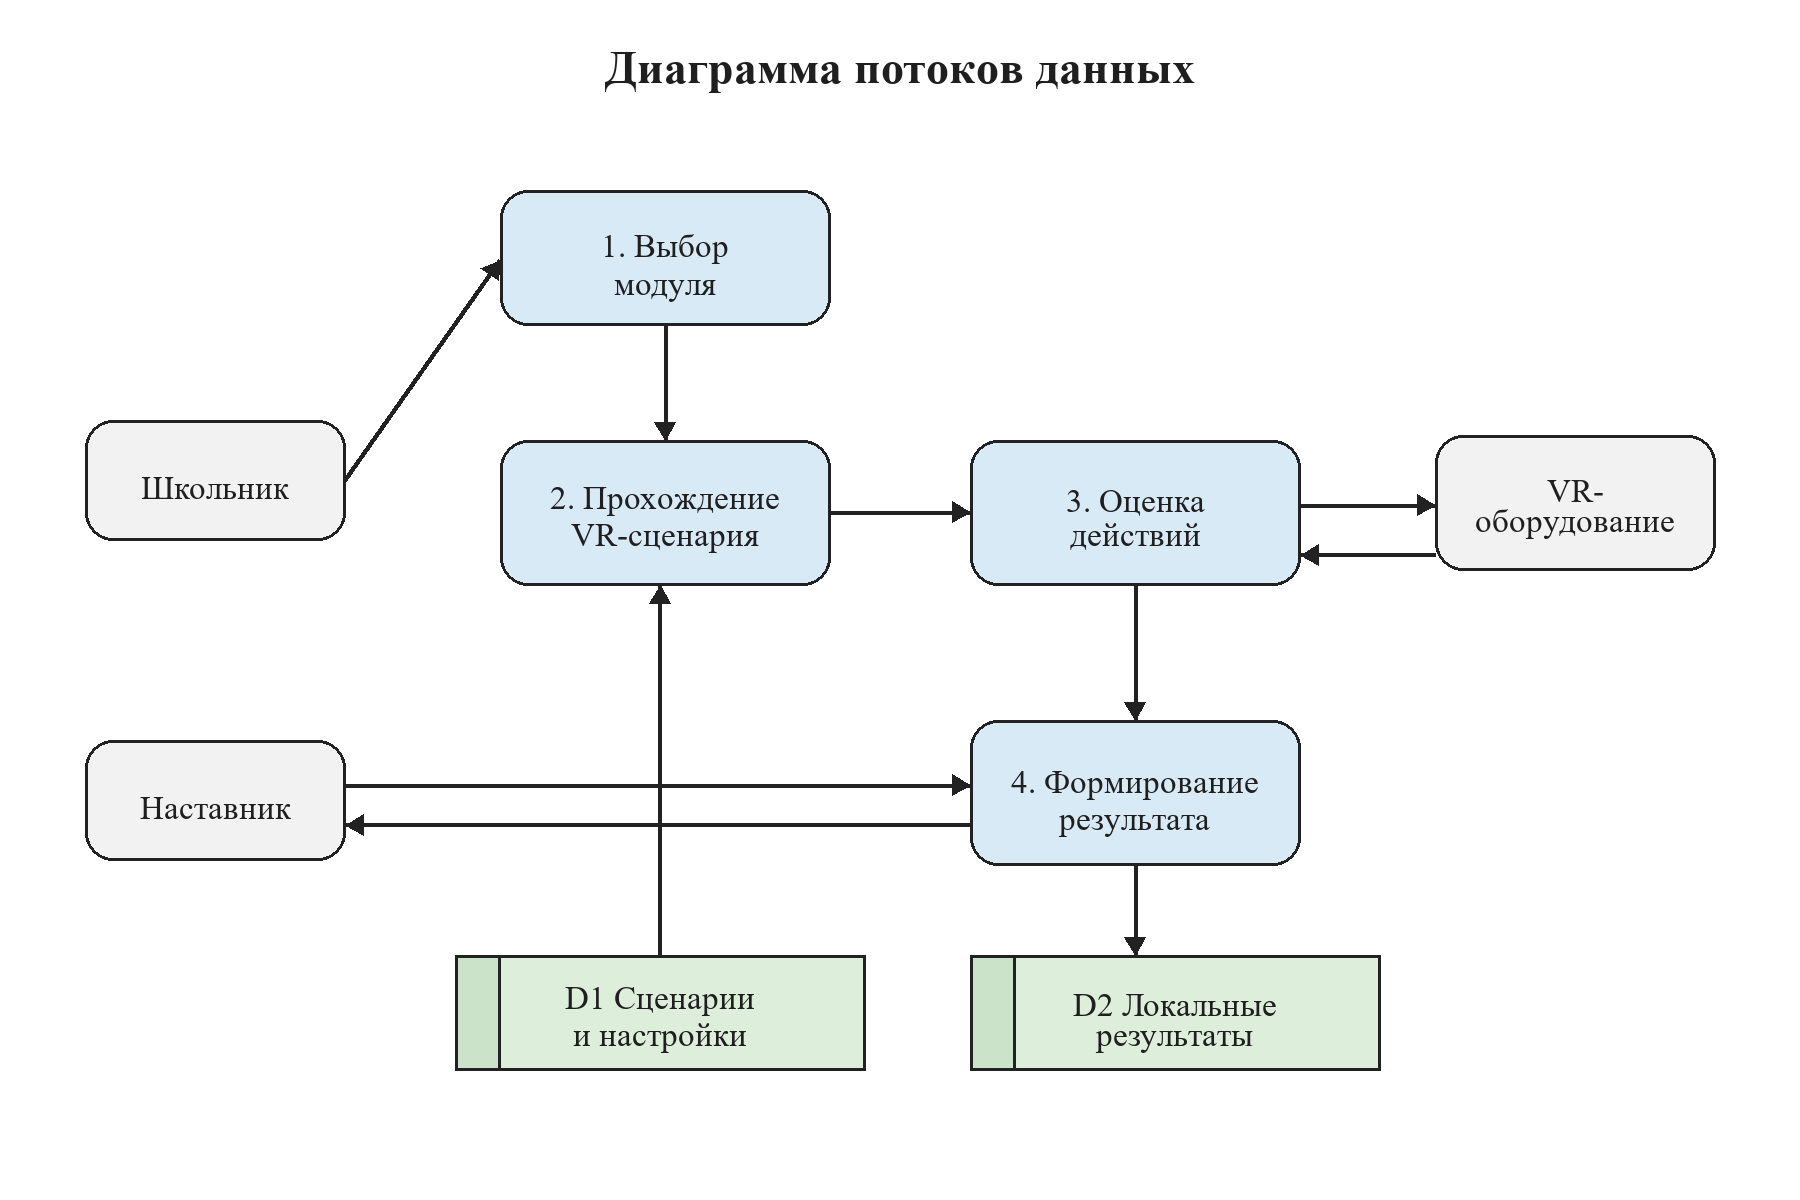 Диаграмма потоков данных
1. Выбор
модуля
Школьник
2. Прохождение
VR-сценария
3. Оценка
действий
VR-
оборудование
Наставник
4. Формирование
результата
D1 Сценарии
и настройки
D2 Локальные
результаты